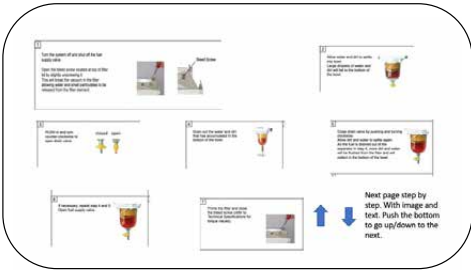 1
Turn the system off and shut off the fuel
supply valve.
Open the bleed screw located on top of filter
lid by slightly unscrewing it.
This will break the vacuum in the filter
allowing water and small particulates to be
released from the filter element.
Bleed Screw
2
Allow water and dirt to settle
into bowl.
Large droplets of water and
dirt will fall to the bottom of
the bowl.
3
PUSH in and turn
counter-clockwise to
open drain valve.
closed open
4
Drain out the water and dirt
that has accumulated in the
bottom of the bowl.
5
Close drain valve by pushing and turning
clockwise.
Allow dirt and water to settle again.
As the fuel is drained out of the
separator in step 4, more dirt and water
will be flushed from the filter and will
collect in the bottom of the bowl.
6
If necessary, repeat step 4 and 5
Open fuel supply valve.
7
Prime the filter and close
the bleed screw (refer to
Technical Specifications for
torque values).
Next page step by
step. With image and
text. Push the bottom
to go up/down to the
next.